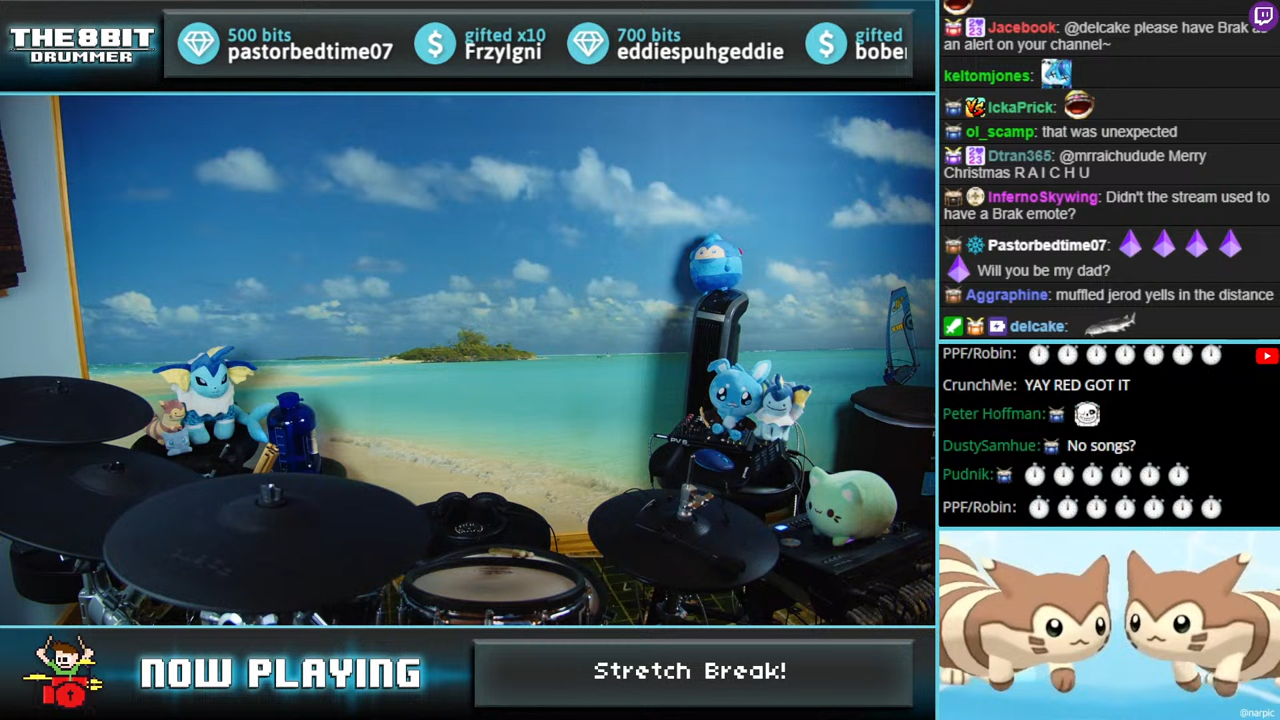 THE8BIT
DRUMMER
500 bits
pastorbedtime07
gifted x10
FrzyIgni
700 bits
eddiespuhgeddie
gifted
bober
Jacebook: @delcake please have Brak as
an alert on your channel~
keltomjones:
IckaPrick:
ol_scamp: that was unexpected
Dtran365: @mrraichudude Merry
Christmas R A I C H U
InfernoSkywing: Didn't the stream used to
have a Brak emote?
Pastorbedtime07:
Will you be my dad?
Aggraphine: muffled jerod yells in the distance
delcake:
PPF/Robin:
CrunchMe: YAY RED GOT IT
Peter Hoffman:
DustySamhue: No songs?
Pudnik:
PPF/Robin:
NOW PLAYING
Stretch Break!
@narpic